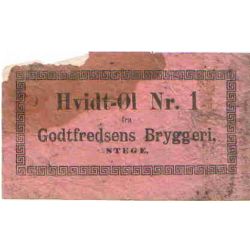 Hvidt-Øl Nr. 1
fra
Godtfredsens Bryggeri.
STEGE.